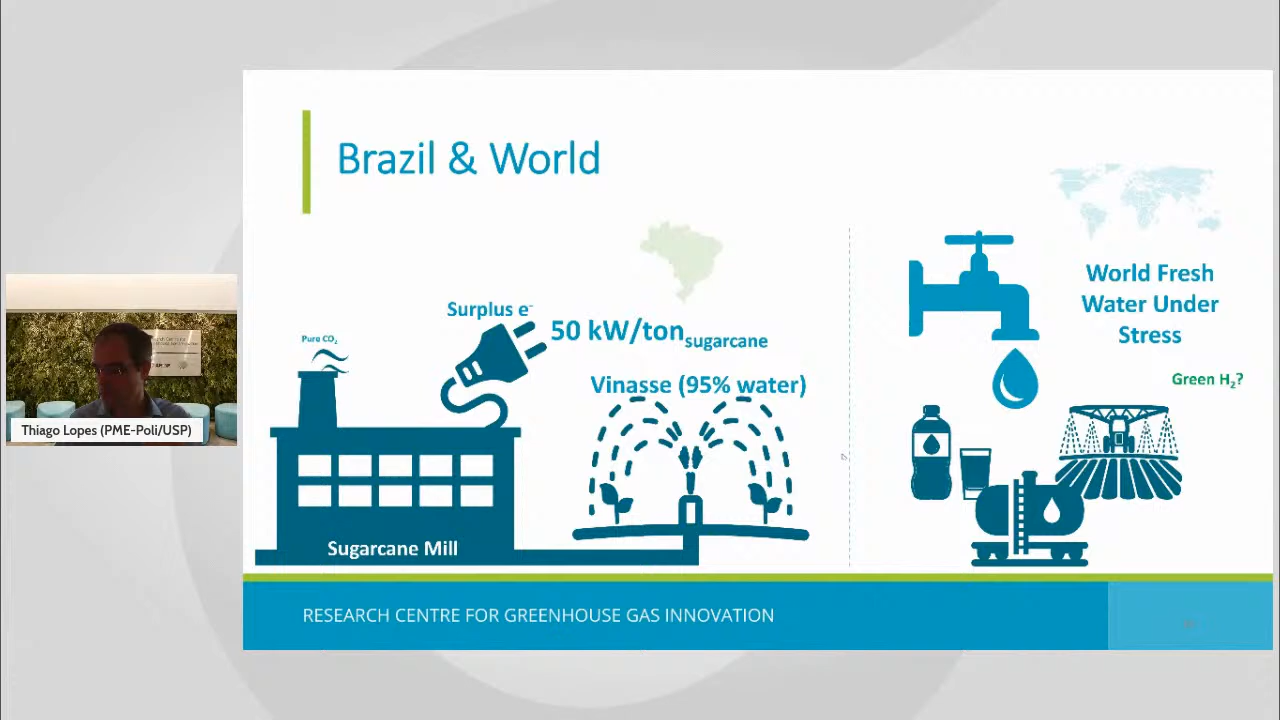 Brazil & World
Surplus e⁻
50 kW/ton sugarcane
Pure CO₂
Vinasse (95% water)
Sugarcane Mill
World Fresh
Water Under
Stress
Green H₂?
Thiago Lopes (PME-Poli/USP)
RESEARCH CENTRE FOR GREENHOUSE GAS INNOVATION